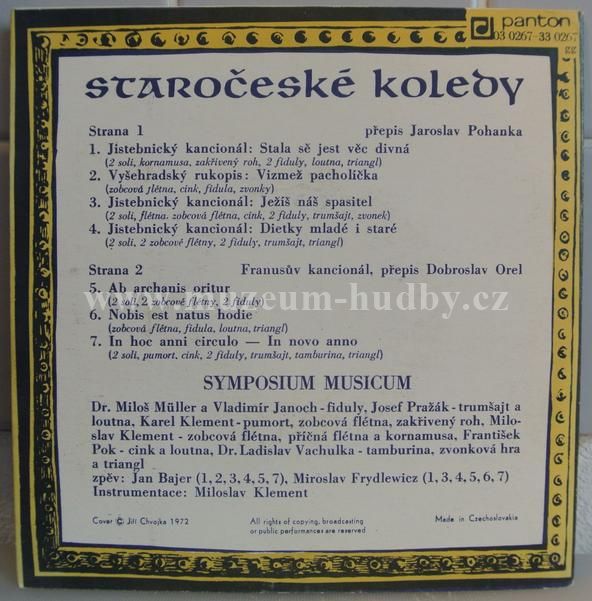 panton
03 0267-33 0267
gg
staročeské koledy
Strana 1 přepis Jaroslav Pohanka
1. Jistebnický kancionál: Stala sě jest věc divná
(2 soli, kornamusa, zakřivený roh, 2 fiduly, loutna, triangl)
2. Vyšehradský rukopis: Vizmež pacholíčka
(zobcová flétna, cink, fidula, zvonky)
3. Jistebnický kancionál: Ježíš náš spasitel
(2 soli, flétna, zobcová flétna, cink, 2 fiduly, trumšajt, zvonek)
4. Jistebnický kancionál: Dietky mladé i staré
(2 soli, 2 zobcové flétny, 2 fiduly, trumšajt, triangl)
Strana 2 Franusův kancionál, přepis Dobroslav Orel
5. Ab archanis oritur
(2 soli, 2 zobcové flétny, 2 fiduly)
www.muzeum-hudby.cz
6. Nobis est natus hodie
(zobcová flétna, fidula, loutna, triangl)
7. In hoc anni circulo — In novo anno
(2 soli, pumort, cink, 2 fiduly, trumšajt, tamburina, triangl)
SYMPOSIUM MUSICUM
Dr. Miloš Müller a Vladimír Janoch - fiduly, Josef Pražák - trumšajt a
loutna, Karel Klement - pumort, zobcová flétna, zakřivený roh, Milo-
slav Klement - zobcová flétna, příčná flétna a kornamusa, František
Pok - cink a loutna, Dr. Ladislav Vachulka - tamburina, zvonková hra
a triangl
zpěv: Jan Bajer (1, 2, 3, 4, 5, 7), Miroslav Frydlewicz (1, 3, 4, 5, 6, 7)
Instrumentace: Miloslav Klement
Cover © Jiří Chvojka 1972 All rights of copying, broadcasting Made in Czechoslovakia
or public performances are reserved